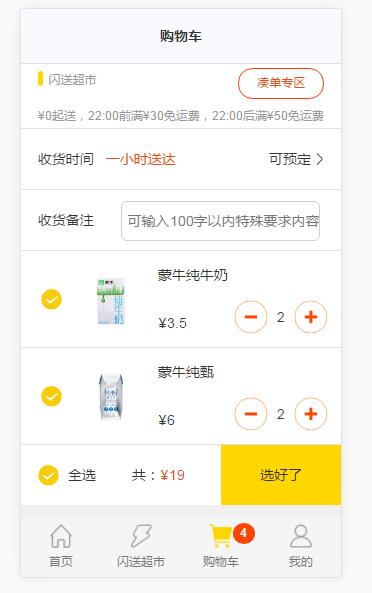 购物车
闪送超市
凑单专区
¥0起送，22:00前满¥30免运费，22:00后满¥50免运费
收货时间 一小时送达 可预定
收货备注 可输入100字以内特殊要求内容
蒙牛纯牛奶
¥3.5 2
蒙牛纯甄
¥6 2
全选 共：¥19 选好了
4
首页 闪送超市 购物车 我的